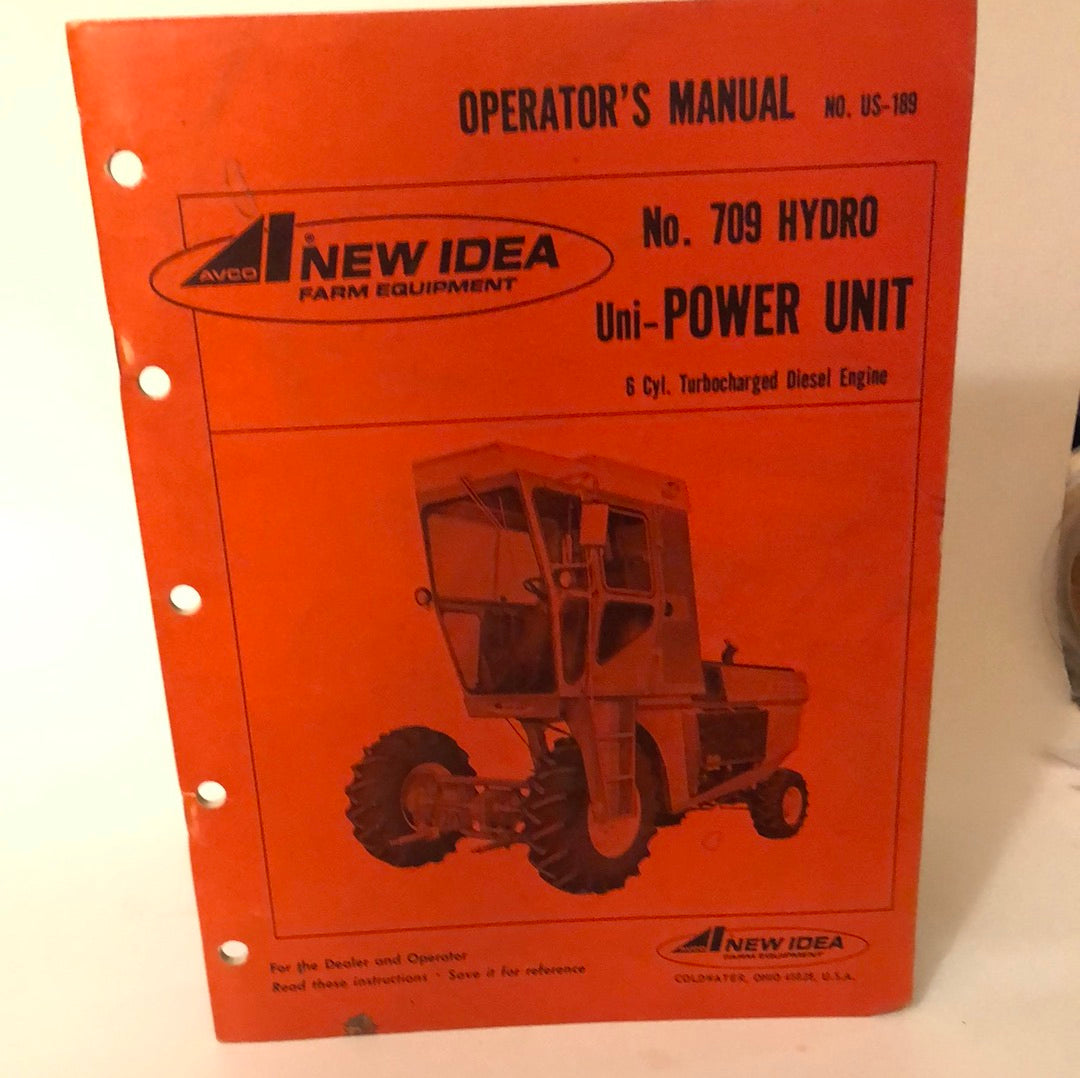 OPERATOR'S MANUAL NO. US-189
AVCO NEW IDEA®
FARM EQUIPMENT
No. 709 HYDRO
Uni-POWER UNIT
6 Cyl. Turbocharged Diesel Engine
For the Dealer and Operator
Read these instructions · Save it for reference
AVCO NEW IDEA
FARM EQUIPMENT
COLDWATER, OHIO 45828, U.S.A.